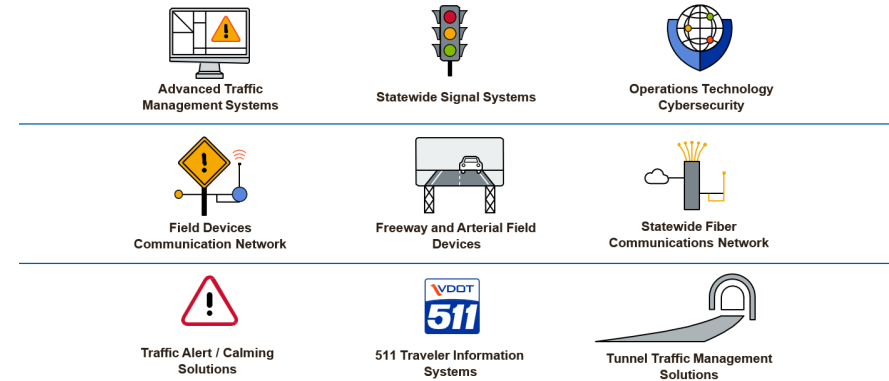 Advanced Traffic
Management Systems
Statewide Signal Systems
Operations Technology
Cybersecurity
Field Devices
Communication Network
Freeway and Arterial Field
Devices
Statewide Fiber
Communications Network
Traffic Alert / Calming
Solutions
VDOT
511
511 Traveler Information
Systems
Tunnel Traffic Management
Solutions